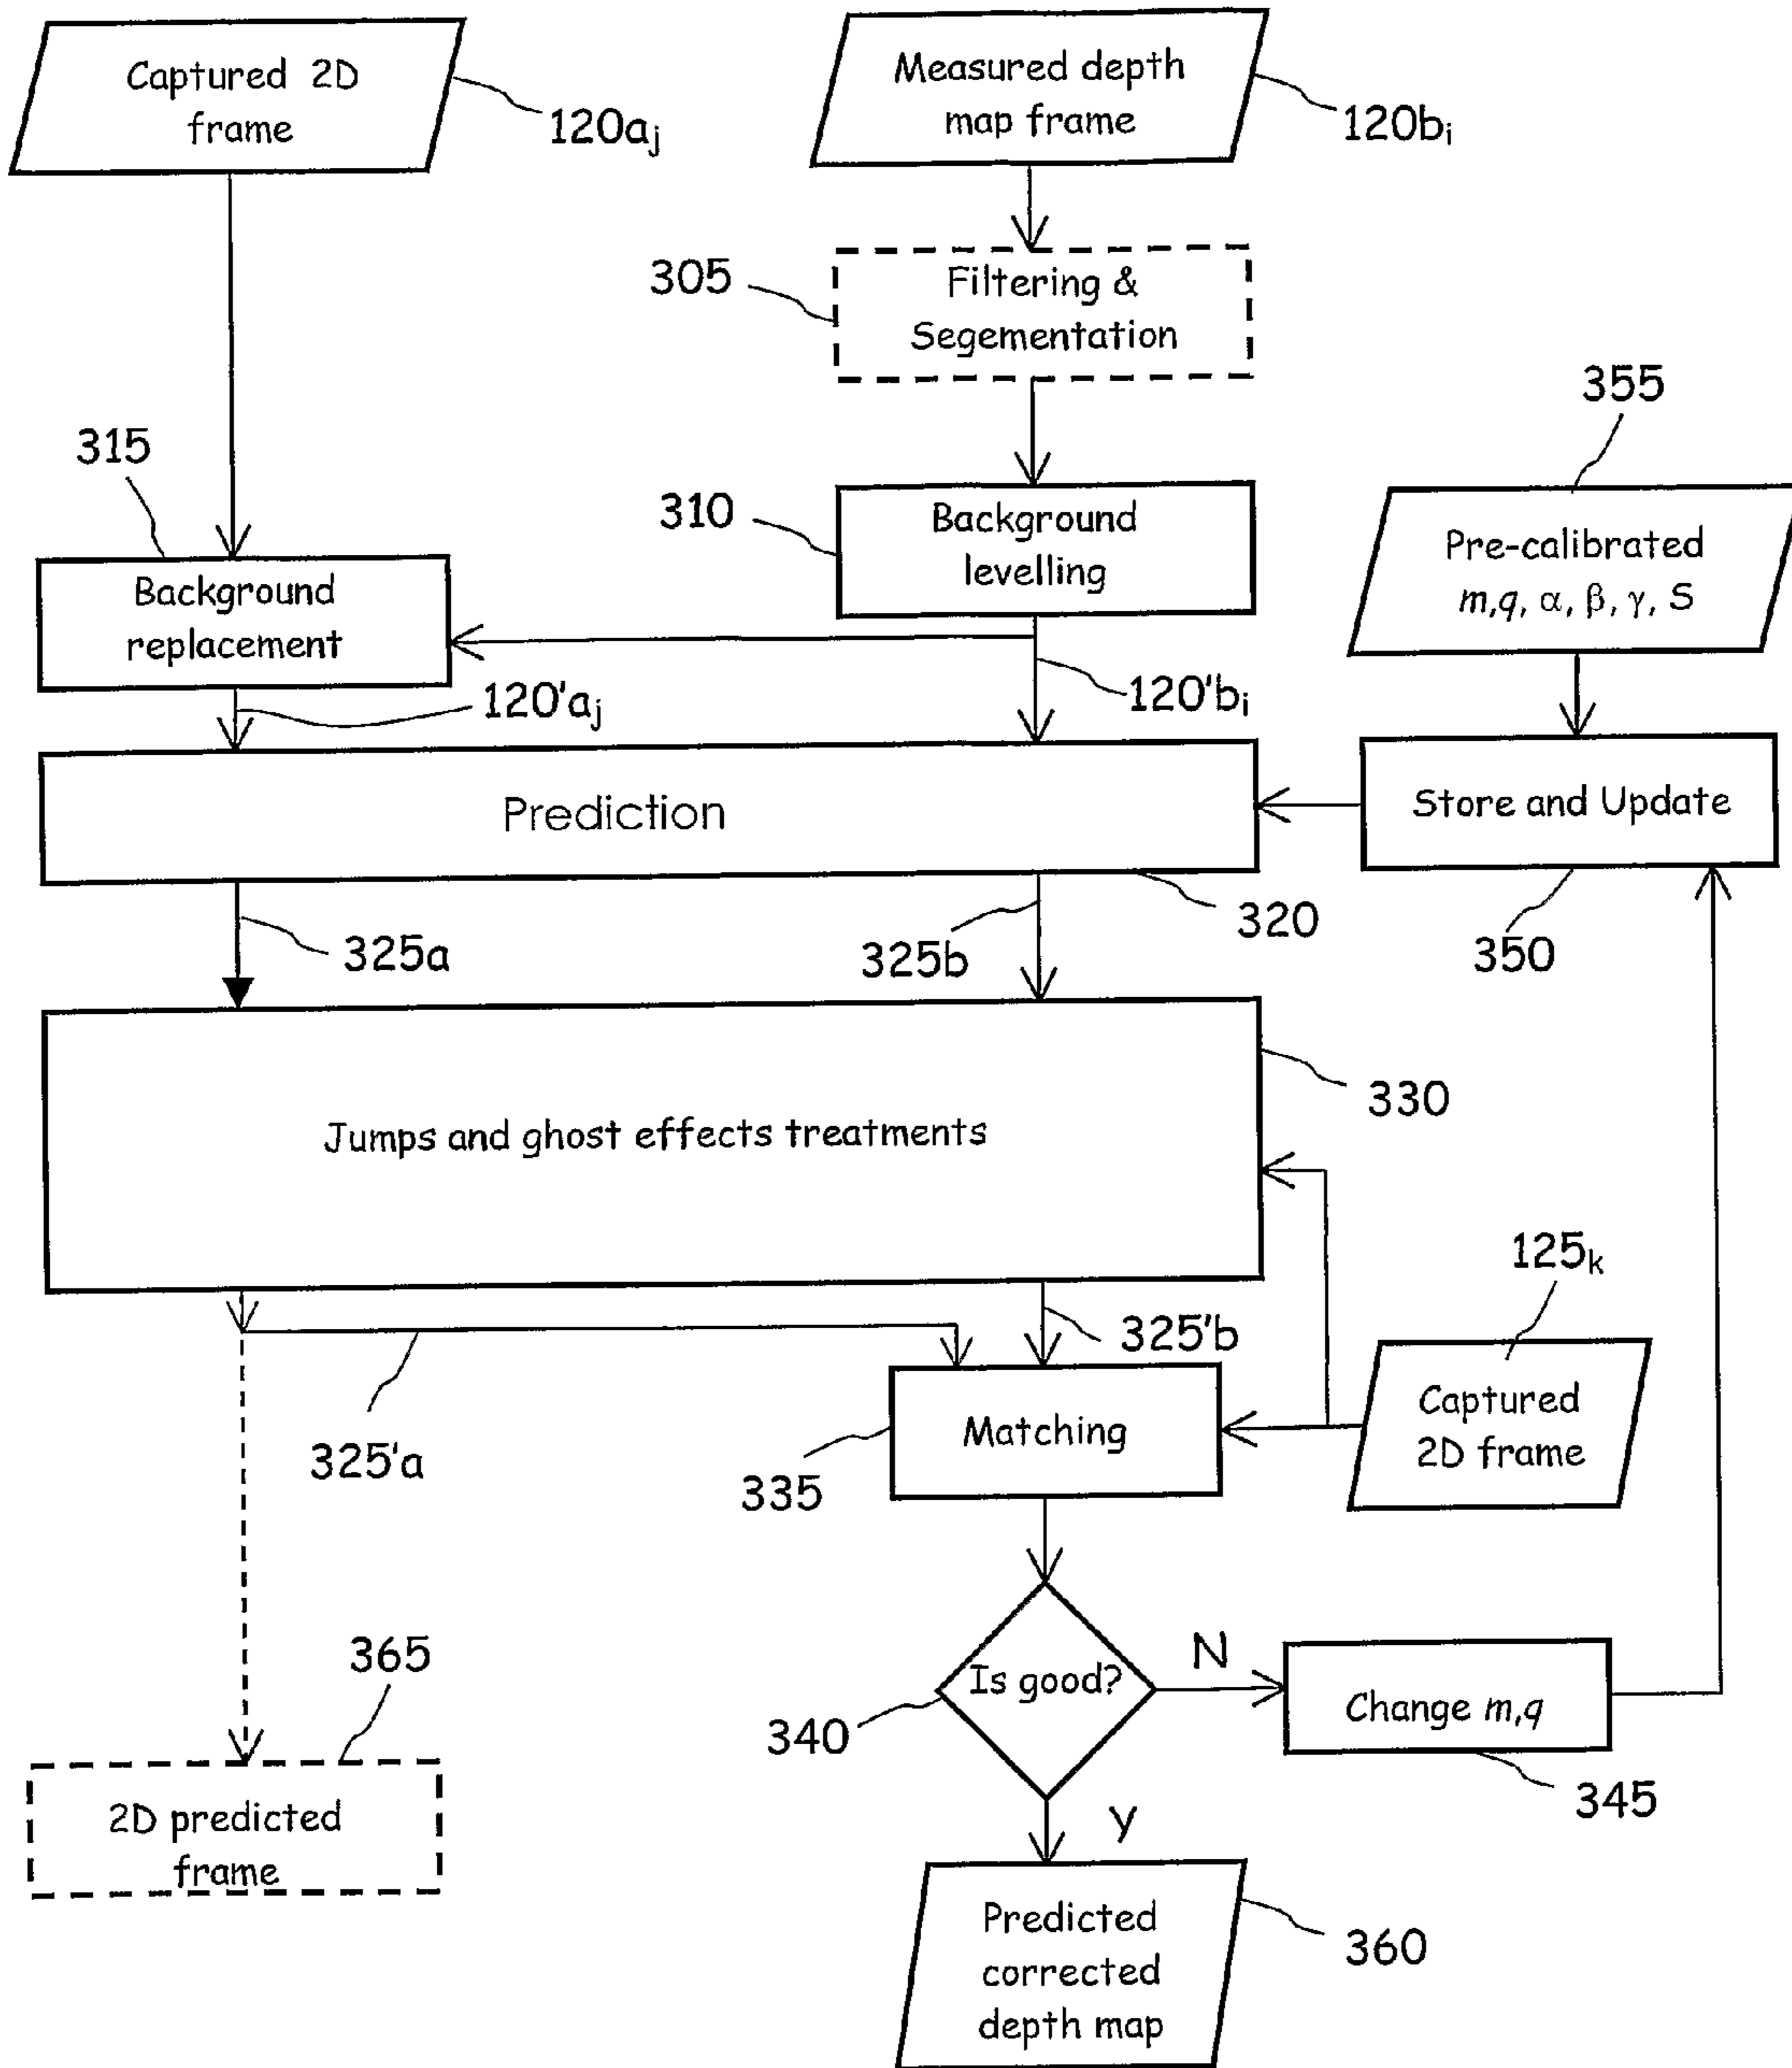 Captured 2D
frame
120aj
Measured depth
map frame
120bi
305
Filtering &
Segementation
355
315
310
Background
levelling
Pre-calibrated
m,q, α, β, γ, S
Background
replacement
120'aj
120'bi
Prediction
Store and Update
325a
325b
320
350
330
Jumps and ghost effects treatments
125k
325'b
325'a
Matching
335
Captured
2D frame
365
Is good?
N
340
Change m,q
345
2D predicted
frame
Y
Predicted
corrected
depth map
360